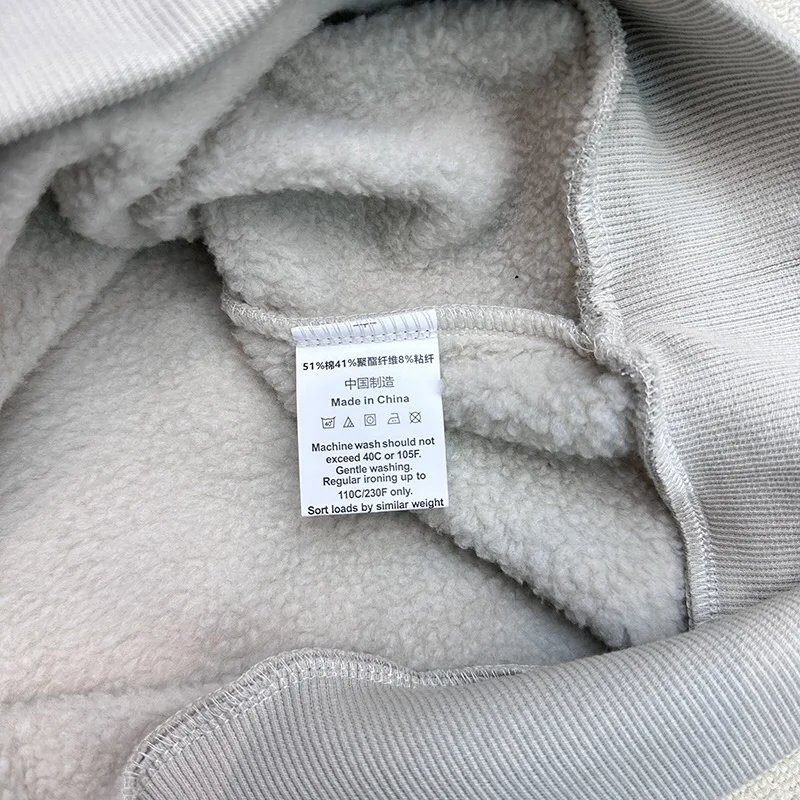 51%棉41%聚酯纤维8%粘纤
中国制造
Made in China
40°
Machine wash should not
exceed 40C or 105F.
Gentle washing.
Regular ironing up to
110C/230F only.
Sort loads by similar weight